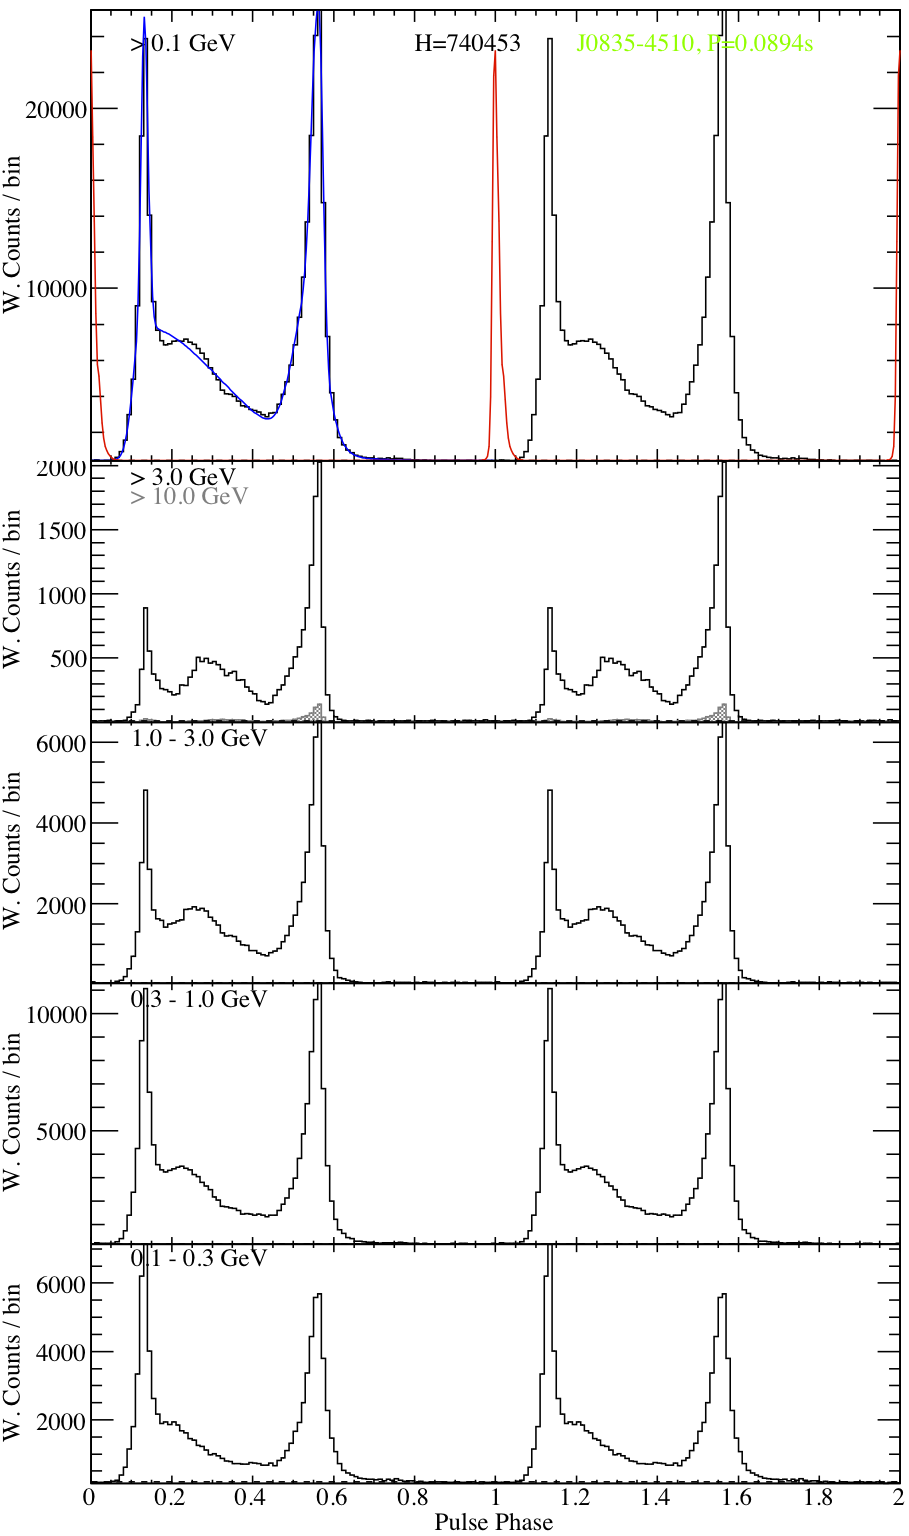 > 0.1 GeV H=740453 J0835-4510, P=0.0894s
20000
10000
W. Counts / bin
2000
> 3.0 GeV
> 10.0 GeV
1500
1000
500
W. Counts / bin
1.0 - 3.0 GeV
6000
4000
2000
W. Counts / bin
0.3 - 1.0 GeV
10000
5000
W. Counts / bin
0.1 - 0.3 GeV
6000
4000
2000
W. Counts / bin
0 0.2 0.4 0.6 0.8 1 1.2 1.4 1.6 1.8 2
Pulse Phase